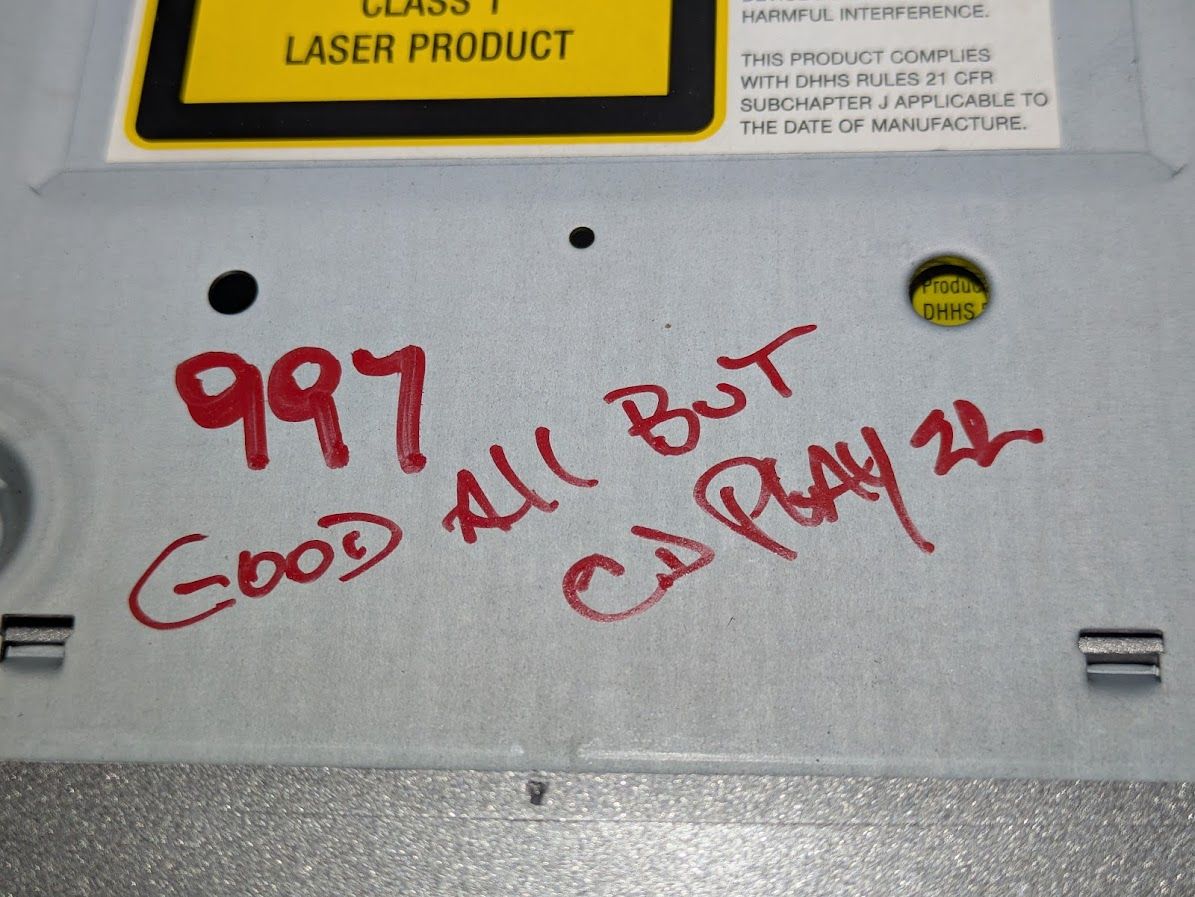 CLASS 1
LASER PRODUCT
HARMFUL INTERFERENCE.
THIS PRODUCT COMPLIES
WITH DHHS RULES 21 CFR
SUBCHAPTER J APPLICABLE TO
THE DATE OF MANUFACTURE.
Produc
DHHS
997
GOOD All BUT
CD PLAY